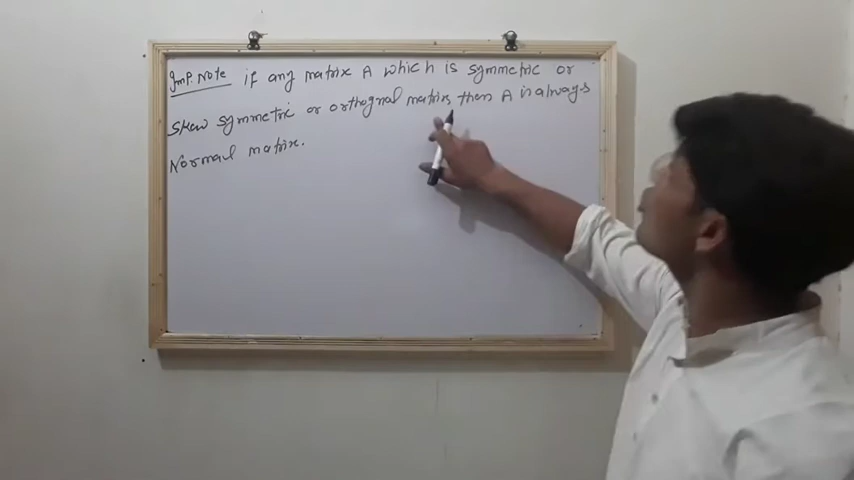 Imp. Note if any matrix A which is symmetric or
skew symmetric or orthognal matrix then A is always
Normal matrix.